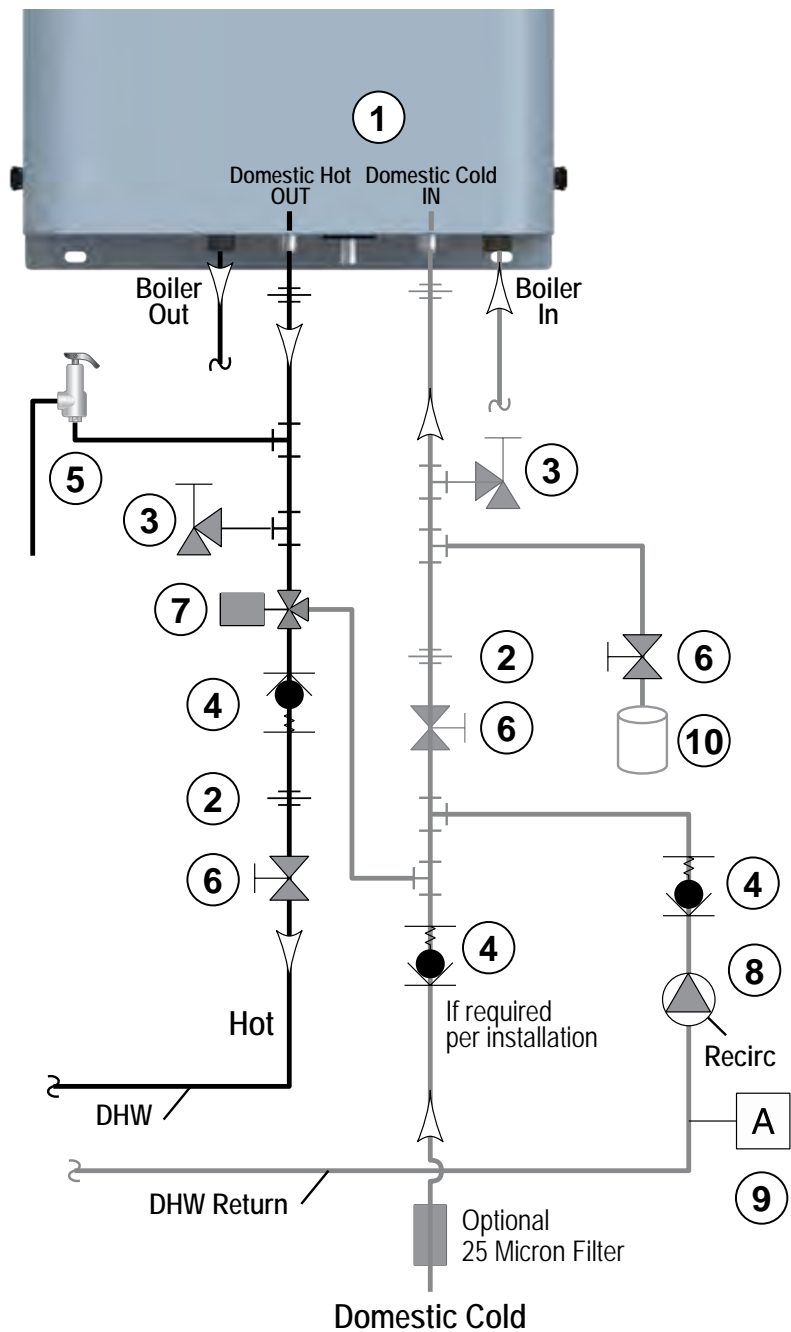 1
Domestic Hot
OUT
Domestic Cold
IN
Boiler
Out
Boiler
In
5
3
3
7
2
6
4
6
10
2
6
4
4
If required
per installation
8
Hot
Recirc
DHW
A
DHW Return
9
Optional
25 Micron Filter
Domestic Cold